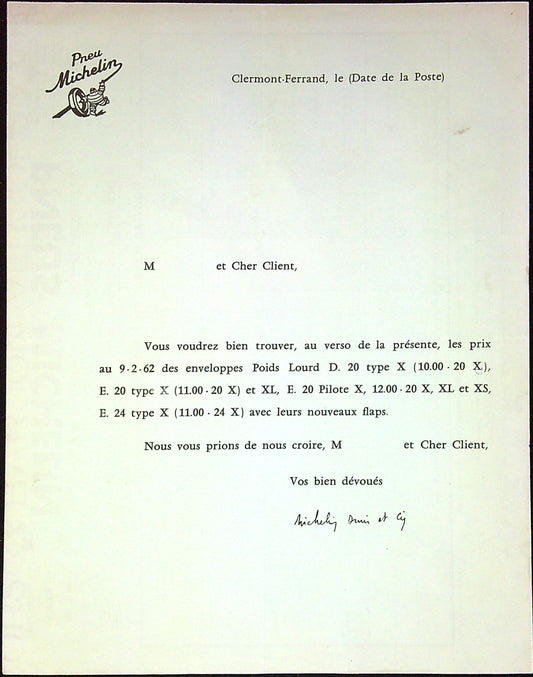 Pneu
Michelin
Clermont-Ferrand, le (Date de la Poste)
M et Cher Client,
Vous voudrez bien trouver, au verso de la présente, les prix
au 9-2-62 des enveloppes Poids Lourd D. 20 type X (10.00 - 20 X),
E. 20 type X (11.00 - 20 X) et XL, E. 20 Pilote X, 12.00 - 20 X, XL et XS,
E. 24 type X (11.00 - 24 X) avec leurs nouveaux flaps.
Nous vous prions de nous croire, M et Cher Client,
Vos bien dévoués
Michelin et Cie